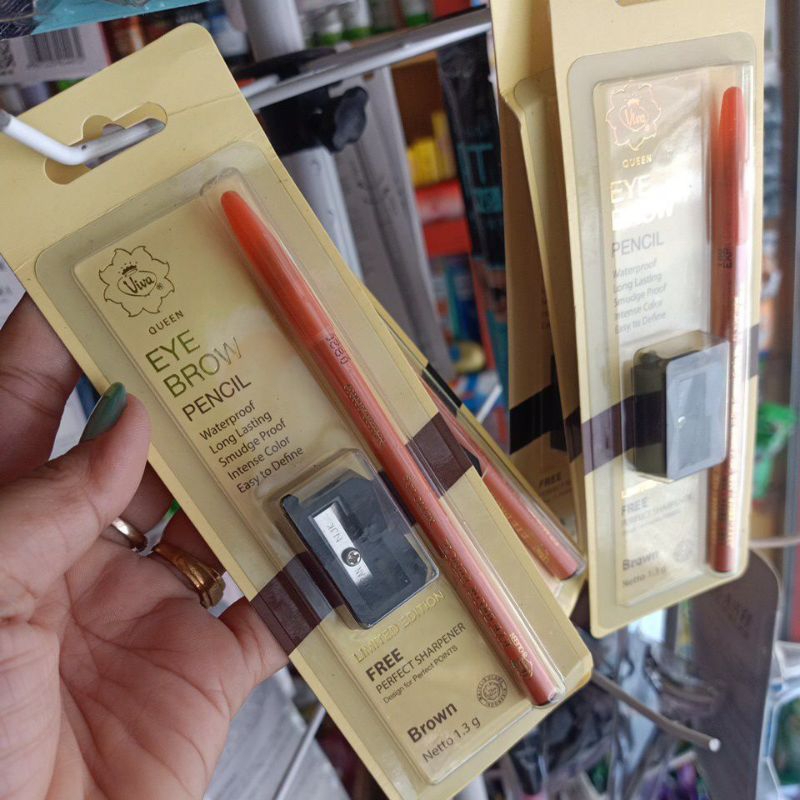 Viva
QUEEN
EYE
BROW
PENCIL
Waterproof
Long Lasting
Smudge Proof
Intense Color
Easy to Define
LIMITED EDITION
FREE
PERFECT SHARPENER
Design for Perfect POINTS
Brown
Netto 1.3 g
Viva
QUEEN
EYE
BROW
PENCIL
Waterproof
Long Lasting
Smudge Proof
Intense Color
Easy to Define
FREE
PERFECT SHARPENER
Brown
Netto 1.3 g